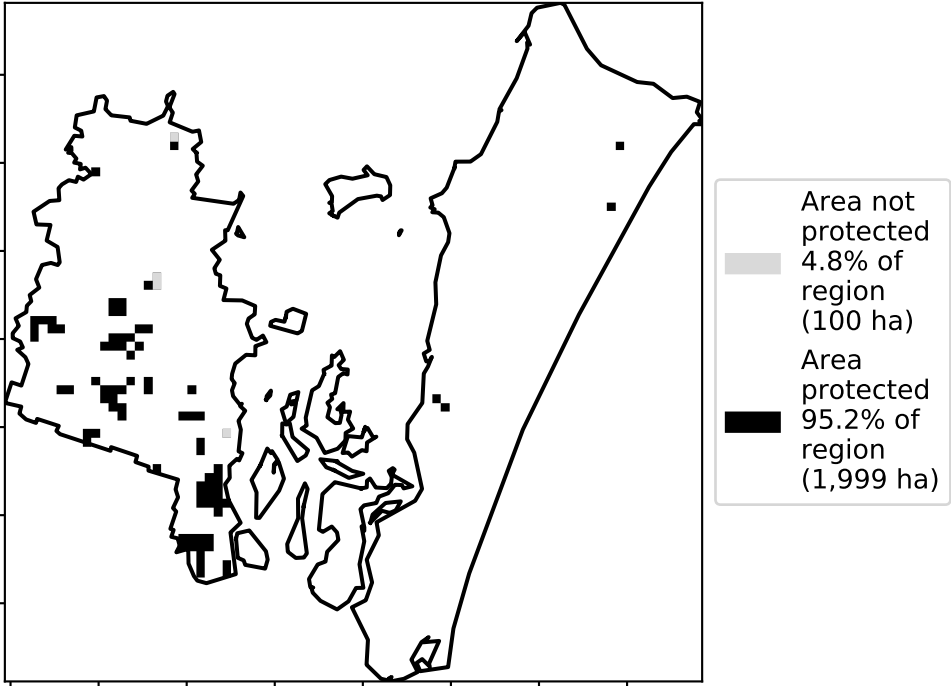 Area not
protected
4.8% of
region
(100 ha)
Area
protected
95.2% of
region
(1,999 ha)